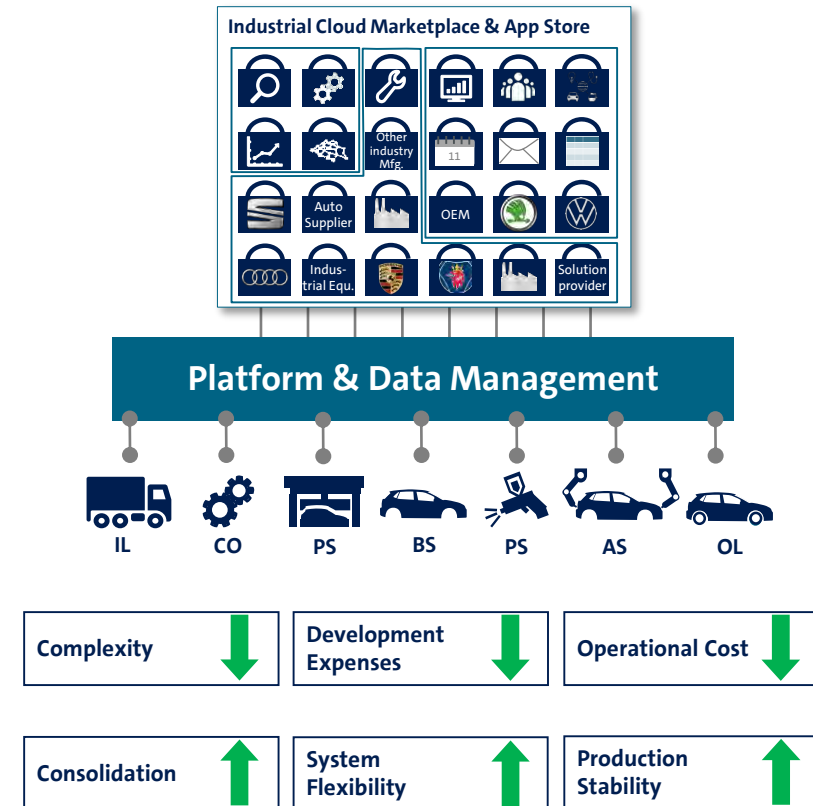 Industrial Cloud Marketplace & App Store
Other
industry
Mfg.
11
Auto
Supplier
OEM
Indus-
trial Equ.
Solution
provider
Platform & Data Management
IL
CO
PS
BS
PS
AS
OL
Complexity
Development
Expenses
Operational Cost
Consolidation
System
Flexibility
Production
Stability